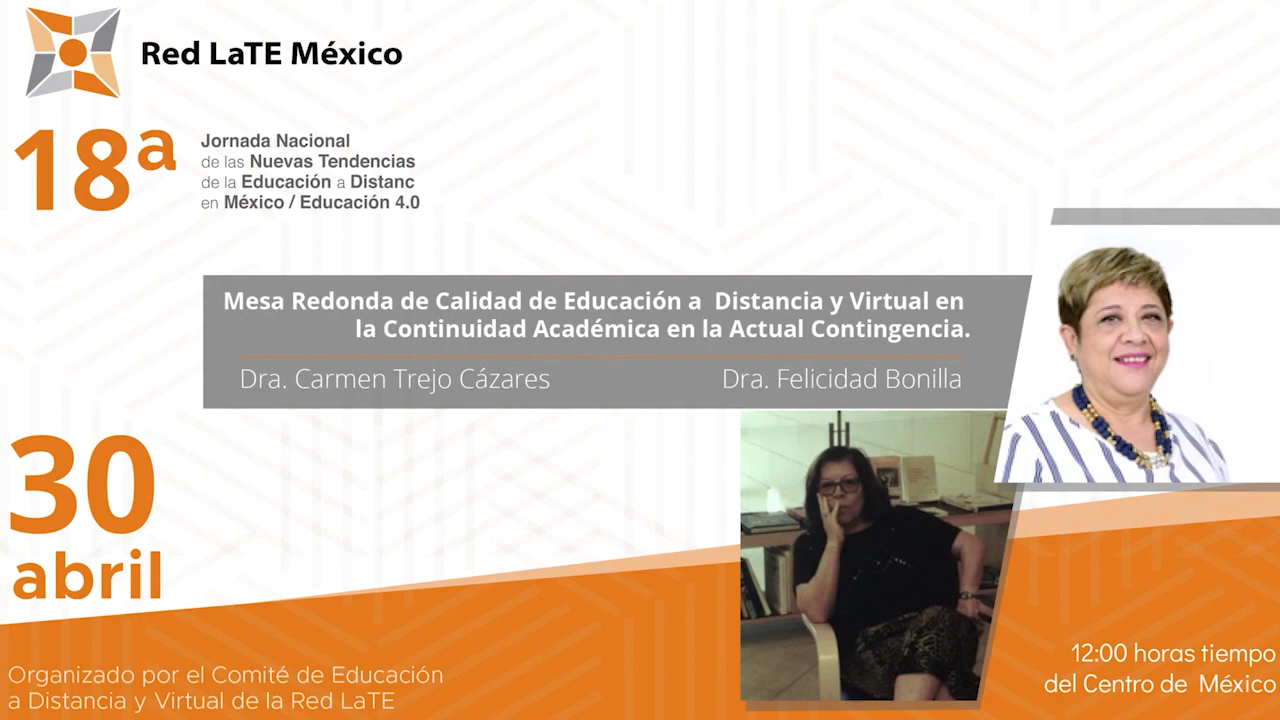 Red LaTE México
18ª
Jornada Nacional
de las Nuevas Tendencias
de la Educación a Distanc
en México / Educación 4.0
Mesa Redonda de Calidad de Educación a Distancia y Virtual en
la Continuidad Académica en la Actual Contingencia.
Dra. Carmen Trejo Cázares
Dra. Felicidad Bonilla
30
abril
Organizado por el Comité de Educación
a Distancia y Virtual de la Red LaTE
12:00 horas tiempo
del Centro de México